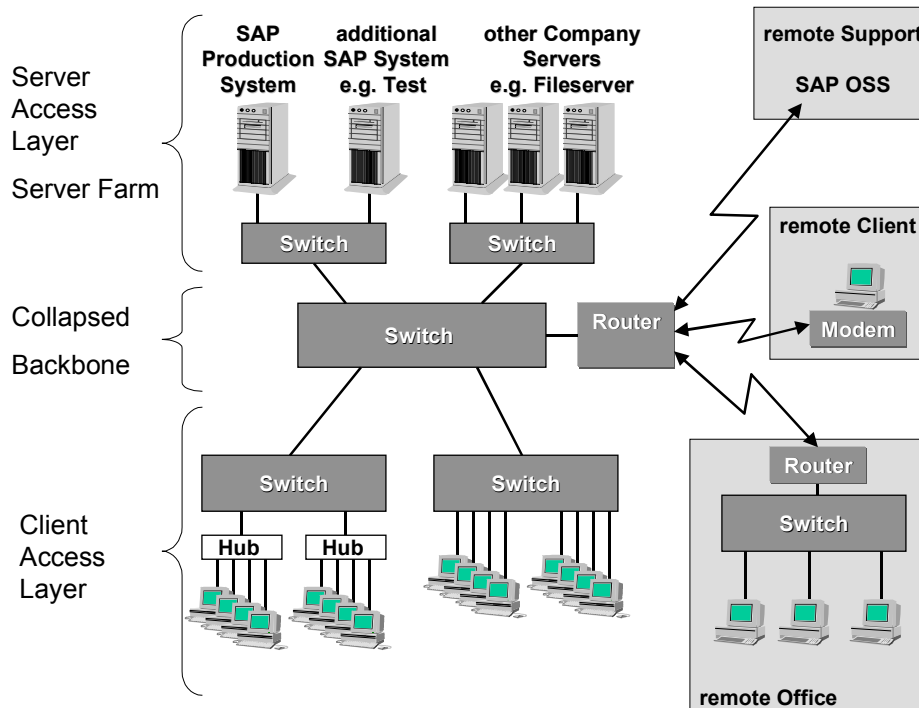 SAP
Production
System
additional
SAP System
e.g. Test
other Company
Servers
e.g. Fileserver
remote Support
SAP OSS
Server
Access
Layer
Server Farm
Switch
Switch
remote Client
Modem
Collapsed
Backbone
Switch
Router
Client
Access
Layer
Switch
Switch
Hub
Hub
Router
Switch
remote Office